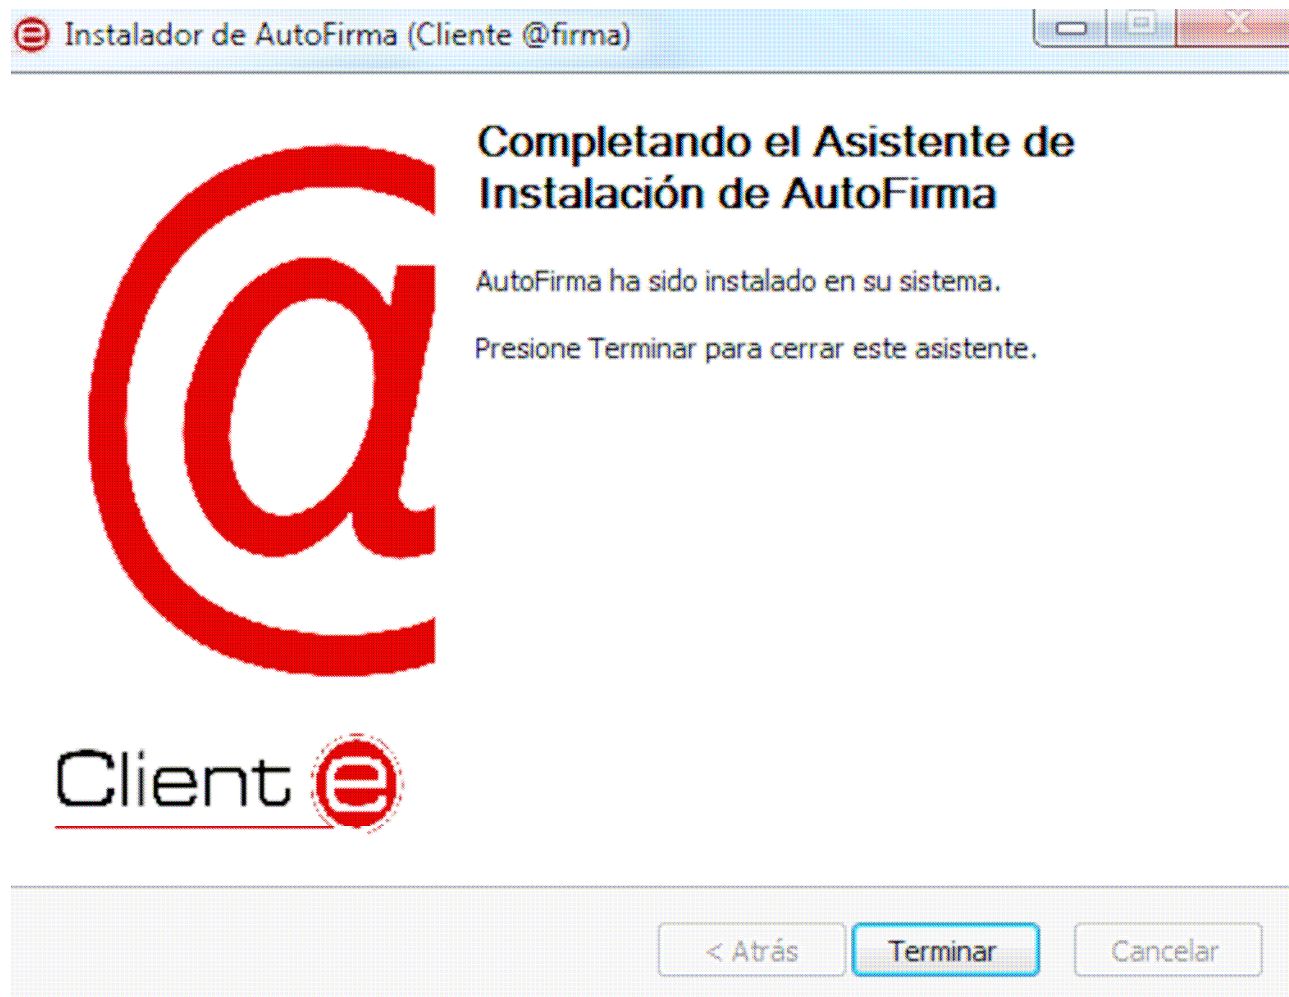 Instalador de AutoFirma (Cliente @firma)
Completando el Asistente de
Instalación de AutoFirma
AutoFirma ha sido instalado en su sistema.
Presione Terminar para cerrar este asistente.
@
Client e
< Atrás
Terminar
Cancelar